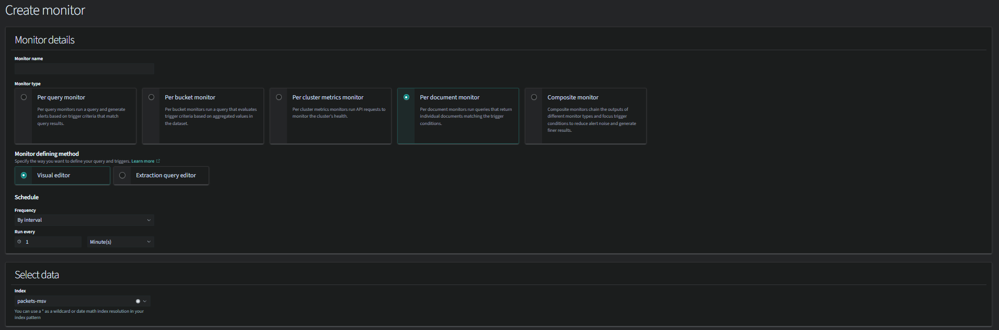 Create monitor
Monitor details
Monitor name
Monitor type
Per query monitor
Per query monitors run a query and generate
alerts based on trigger criteria that match
query results.
Per bucket monitor
Per bucket monitors run a query that evaluates
trigger criteria based on aggregated values in
the dataset.
Per cluster metrics monitor
Per cluster metrics monitors run API requests to
monitor the cluster's health.
Per document monitor
Per document monitors run queries that return
individual documents matching the trigger
conditions.
Composite monitor
Composite monitors chain the outputs of
different monitor types and focus trigger
conditions to reduce alert noise and generate
finer results.
Monitor defining method
Specify the way you want to define your query and triggers. Learn more
Visual editor
Extraction query editor
Schedule
Frequency
By interval
Run every
1 Minute(s)
Select data
Index
packets-msv
You can use a * as a wildcard or date math index resolution in your
index pattern